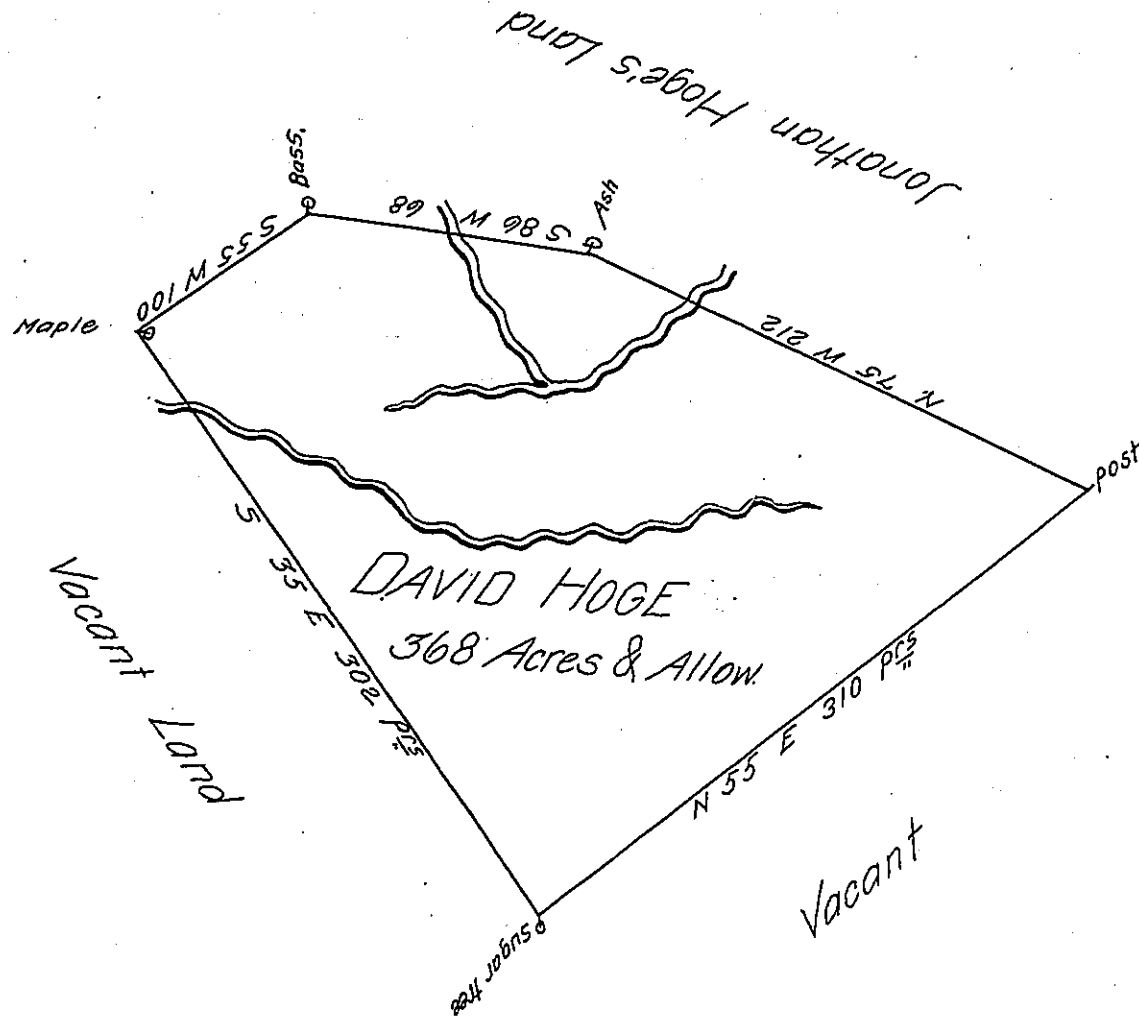 Jonathan Hoge's Land
Bass.
Ash
S 55 W 100
S 86 W 68
Maple
N 75 W 212
post
S 35 E 302 prs
DAVID HOGE
368 Acres & Allow.
N 55 E 310 prs
Vacant Land
Vacant
sugar tree